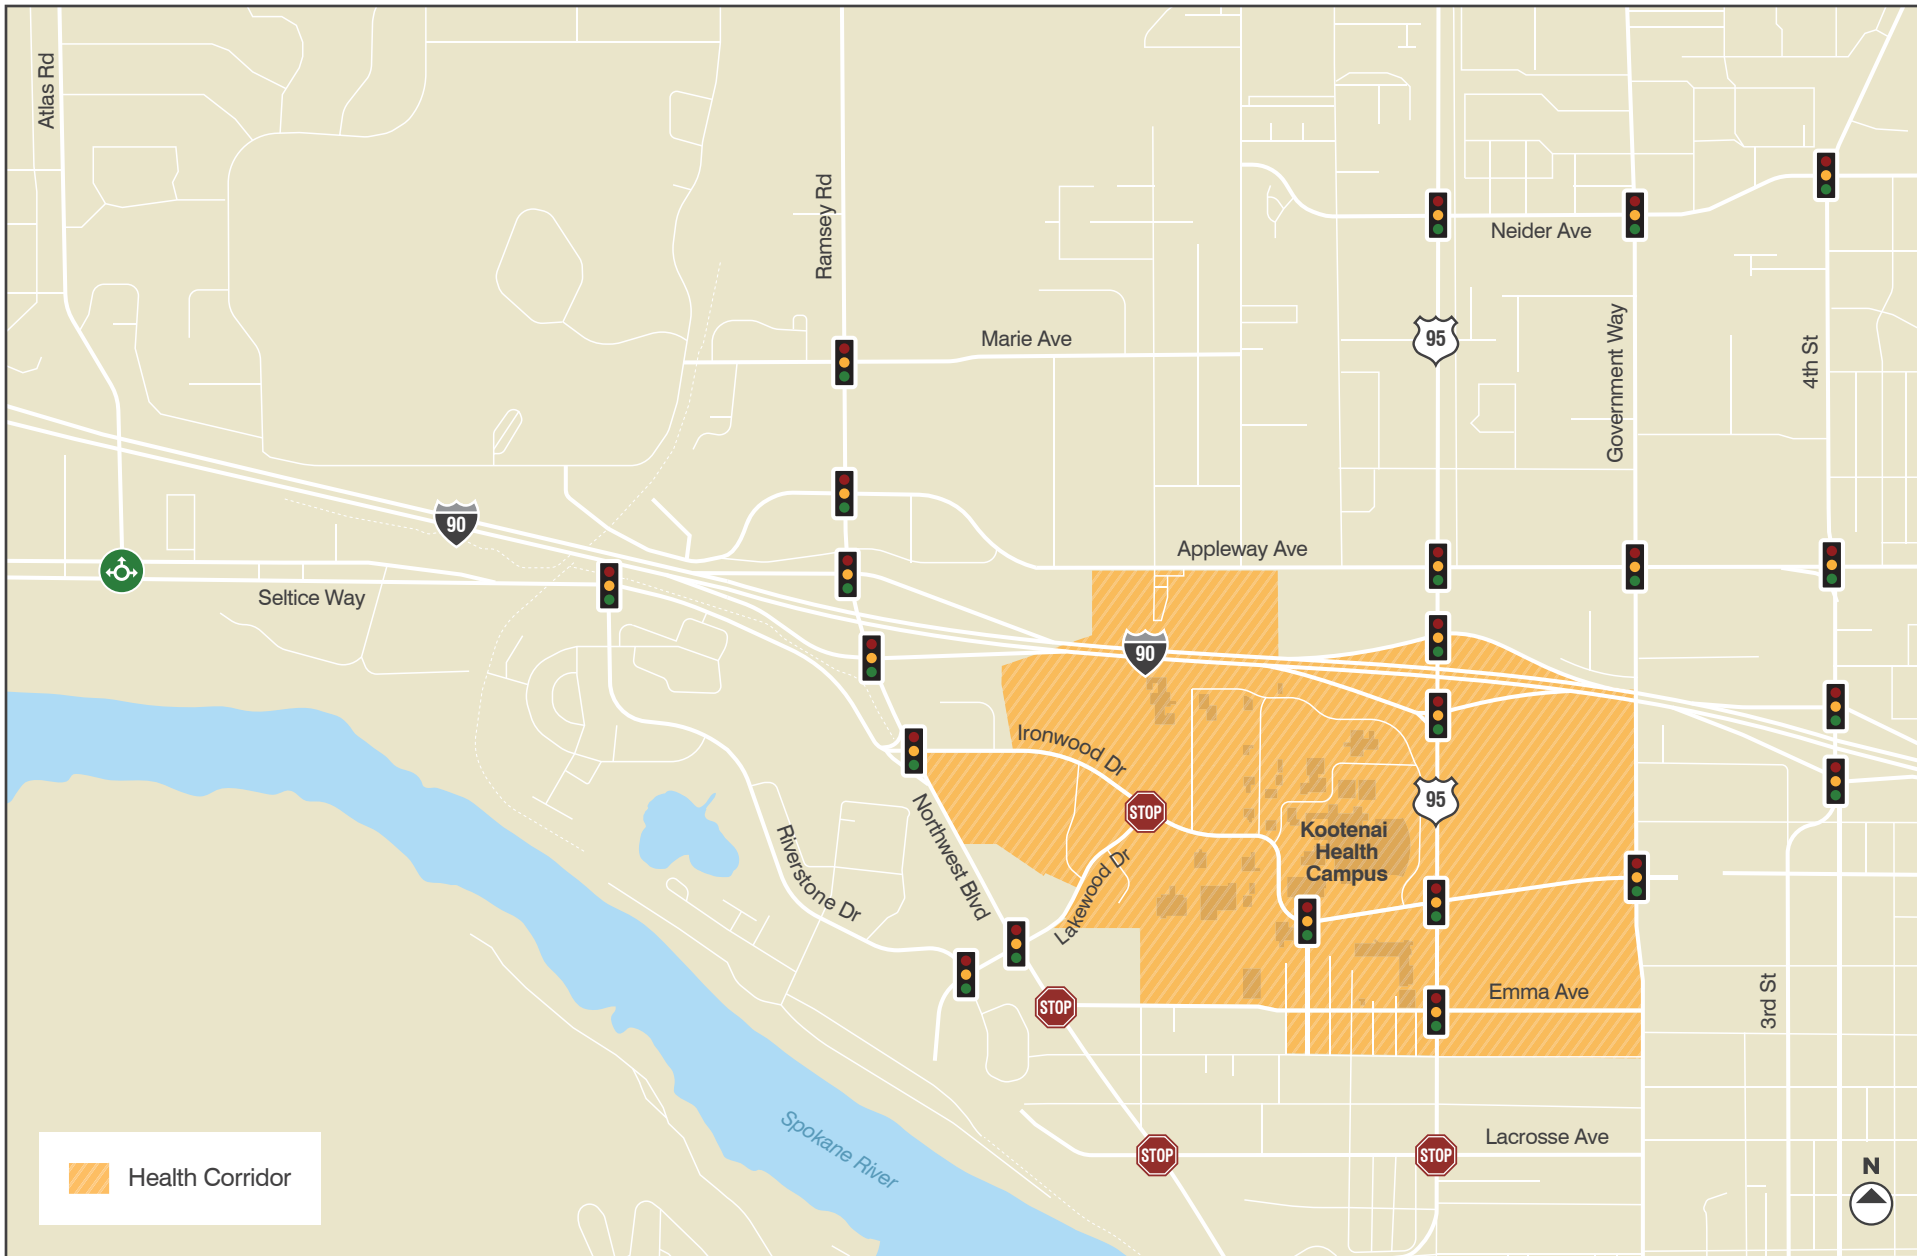 Atlas Rd
Ramsey Rd
Neider Ave
Marie Ave
95
Government Way
4th St
90
Appleway Ave
Seltice Way
90
Ironwood Dr
95
STOP
Kootenai
Health
Campus
Northwest Blvd
Riverstone Dr
Lakewood Dr
STOP
Emma Ave
3rd St
Spokane River
STOP
STOP
Lacrosse Ave
Health Corridor
N